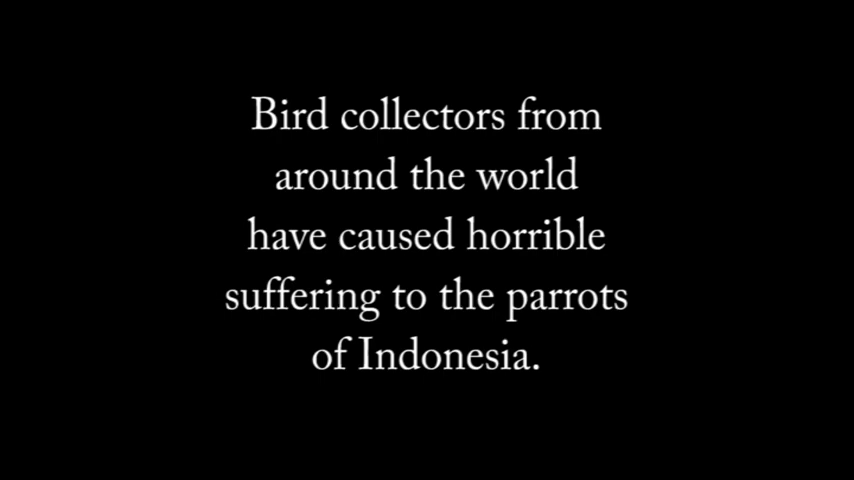 Bird collectors from
around the world
have caused horrible
suffering to the parrots
of Indonesia.